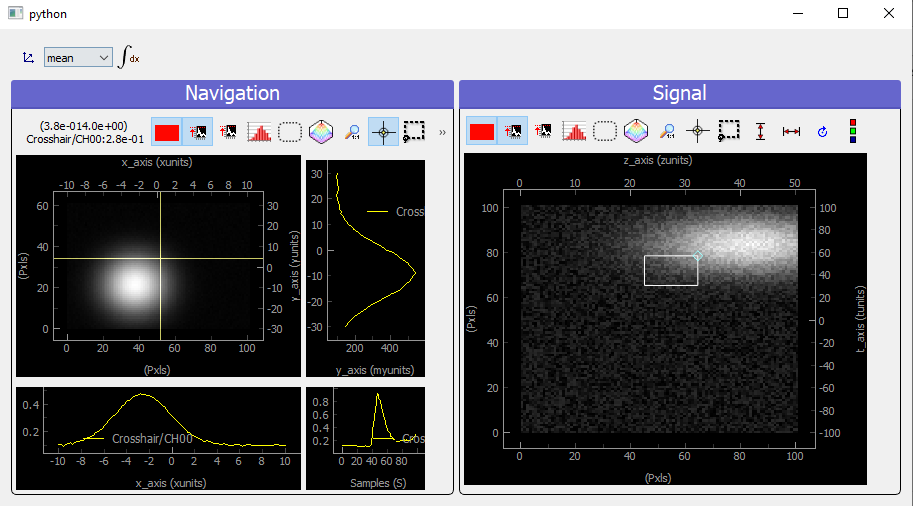 python
mean
∫dx
Navigation
Signal
(3.8e-014.0e+00)
Crosshair/CH00:2.8e-01
1:1
»
1:1
x_axis (xunits)
-10 -8 -6 -4 -2 0 2 4 6 8 10
60
40
20
0
(Pxls)
30
20
10
0
-10
-20
-30
y_axis (yunits)
0 20 40 60 80 100
(Pxls)
30
20
10
0
-10
-20
-30
Cross
200 400
y_axis (myunits)
0.4
0.2
Crosshair/CH00
-10 -8 -6 -4 -2 0 2 4 6 8 10
x_axis (xunits)
0.8
0.6
0.4
0.2
Cros
0 20 40 60 80
Samples (S)
z_axis (zunits)
0 10 20 30 40 50
100
80
60
40
20
0
(Pxls)
100
80
60
40
20
0
-20
-40
-60
-80
-100
t_axis (tunits)
0 20 40 60 80 100
(Pxls)